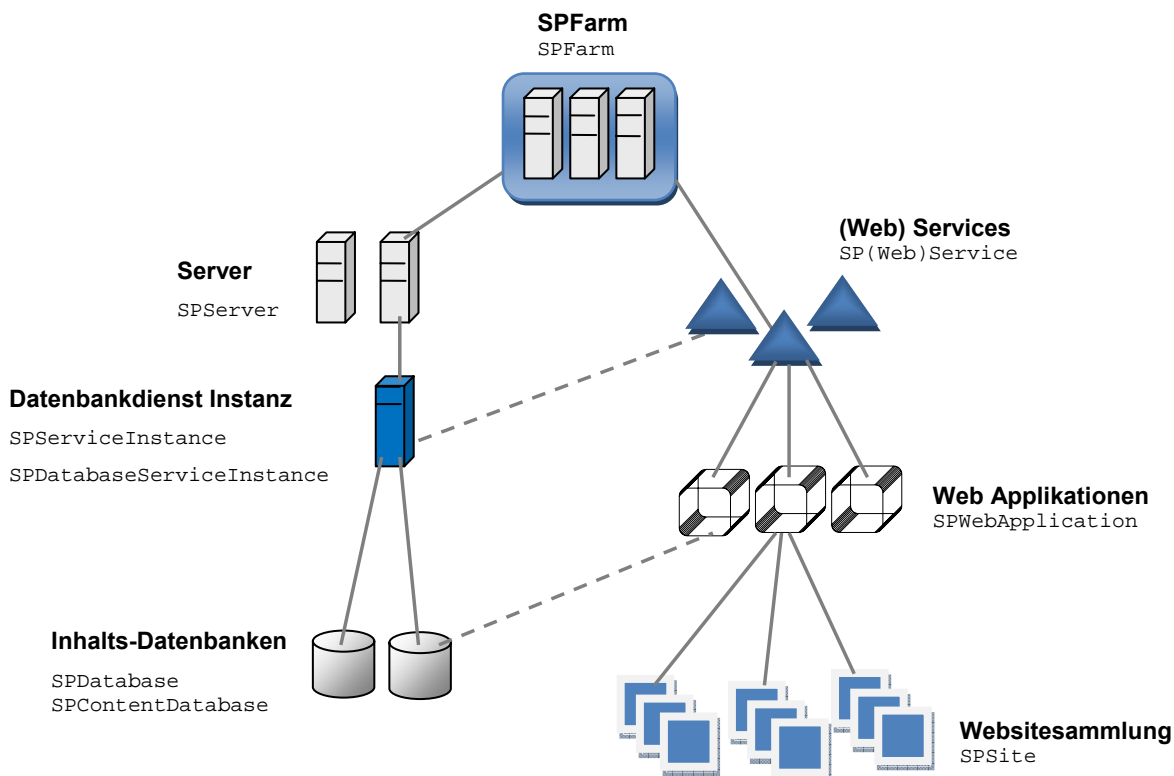 SPFarm
SPFarm
(Web) Services
SP(Web)Service
Server
SPServer
Datenbankdienst Instanz
SPServiceInstance
SPDatabaseServiceInstance
Web Applikationen
SPWebApplication
Inhalts-Datenbanken
SPDatabase
SPContentDatabase
Websitesammlung
SPSite